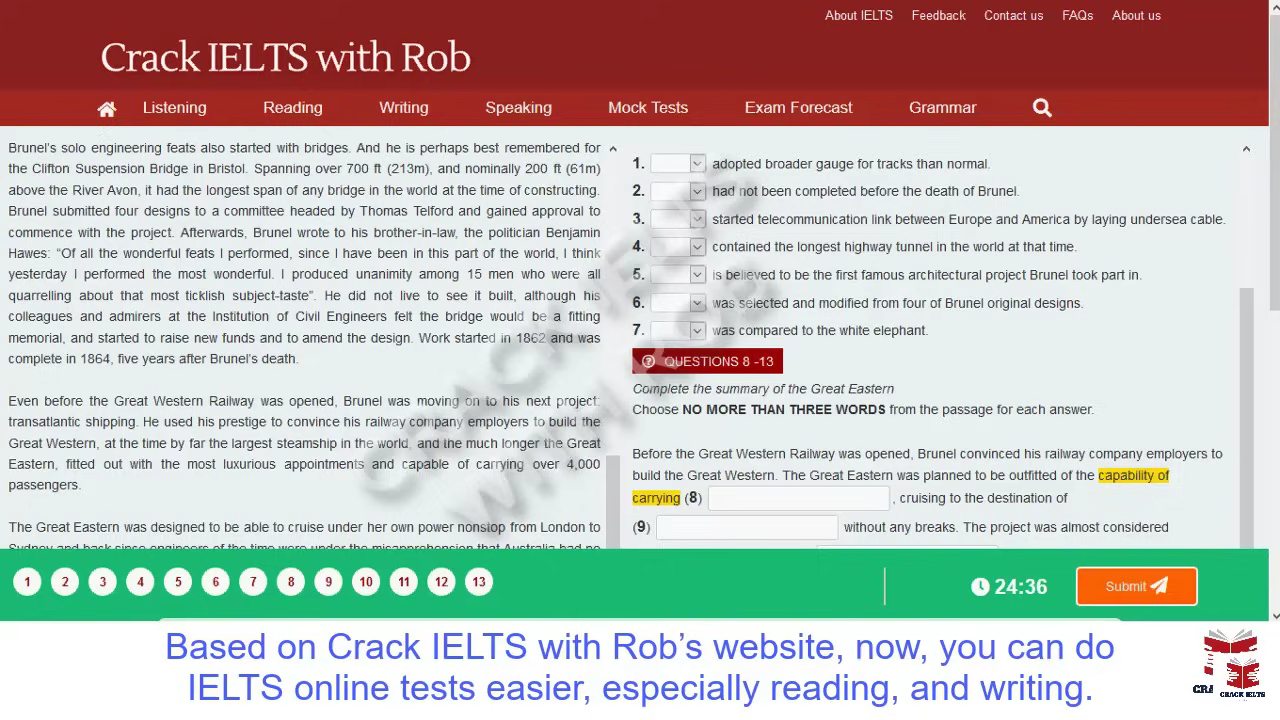 About IELTS Feedback Contact us FAQs About us
Crack IELTS with Rob
Listening Reading Writing Speaking Mock Tests Exam Forecast Grammar
Brunel's solo engineering feats also started with bridges. And he is perhaps best remembered for
the Clifton Suspension Bridge in Bristol. Spanning over 700 ft (213m), and nominally 200 ft (61m)
above the River Avon, it had the longest span of any bridge in the world at the time of constructing.
Brunel submitted four designs to a committee headed by Thomas Telford and gained approval to
commence with the project. Afterwards, Brunel wrote to his brother-in-law, the politician Benjamin
Hawes: “Of all the wonderful feats I performed, since I have been in this part of the world, I think
yesterday I performed the most wonderful. I produced unanimity among 15 men who were all
quarrelling about that most ticklish subject-taste”. He did not live to see it built, although his
colleagues and admirers at the Institution of Civil Engineers felt the bridge would be a fitting
memorial, and started to raise new funds and to amend the design. Work started in 1862 and was
complete in 1864, five years after Brunel's death.
Even before the Great Western Railway was opened, Brunel was moving on to his next project:
transatlantic shipping. He used his prestige to convince his railway company employers to build the
Great Western, at the time by far the largest steamship in the world, and the much longer the Great
Eastern, fitted out with the most luxurious appointments and capable of carrying over 4,000
passengers.
The Great Eastern was designed to be able to cruise under her own power nonstop from London to
Sydney and back since engineers of the time were under the misapprehension that Australia had no
1. adopted broader gauge for tracks than normal.
2. had not been completed before the death of Brunel.
3. started telecommunication link between Europe and America by laying undersea cable.
4. contained the longest highway tunnel in the world at that time.
5. is believed to be the first famous architectural project Brunel took part in.
6. was selected and modified from four of Brunel original designs.
7. was compared to the white elephant.
QUESTIONS 8 -13
Complete the summary of the Great Eastern
Choose NO MORE THAN THREE WORDS from the passage for each answer.
Before the Great Western Railway was opened, Brunel convinced his railway company employers to
build the Great Western. The Great Eastern was planned to be outfitted of the capability of
carrying (8) , cruising to the destination of
(9) without any breaks. The project was almost considered
CRACK IELTS
WITH ROB
1 2 3 4 5 6 7 8 9 10 11 12 13
24:36
Submit
Based on Crack IELTS with Rob's website, now, you can do
IELTS online tests easier, especially reading, and writing.
CRACK IELTS